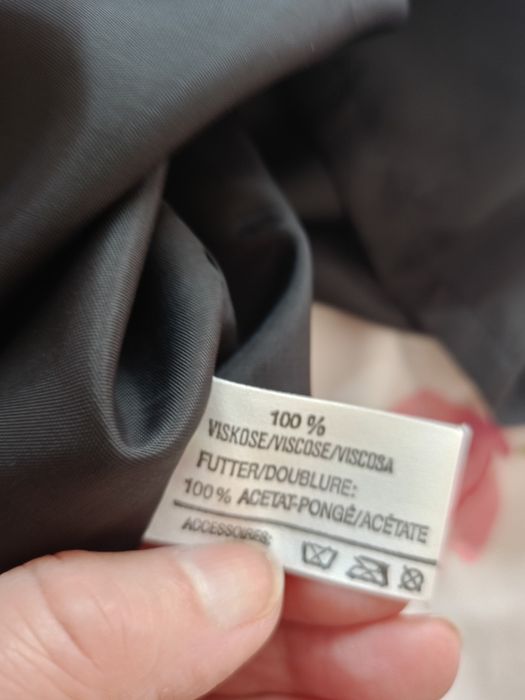 100 %
VISKOSE/VISCOSE/VISCOSA
FUTTER/DOUBLURE:
100 % ACETAT-PONGÉ/ACÉTATE
ACCESSOIRES: